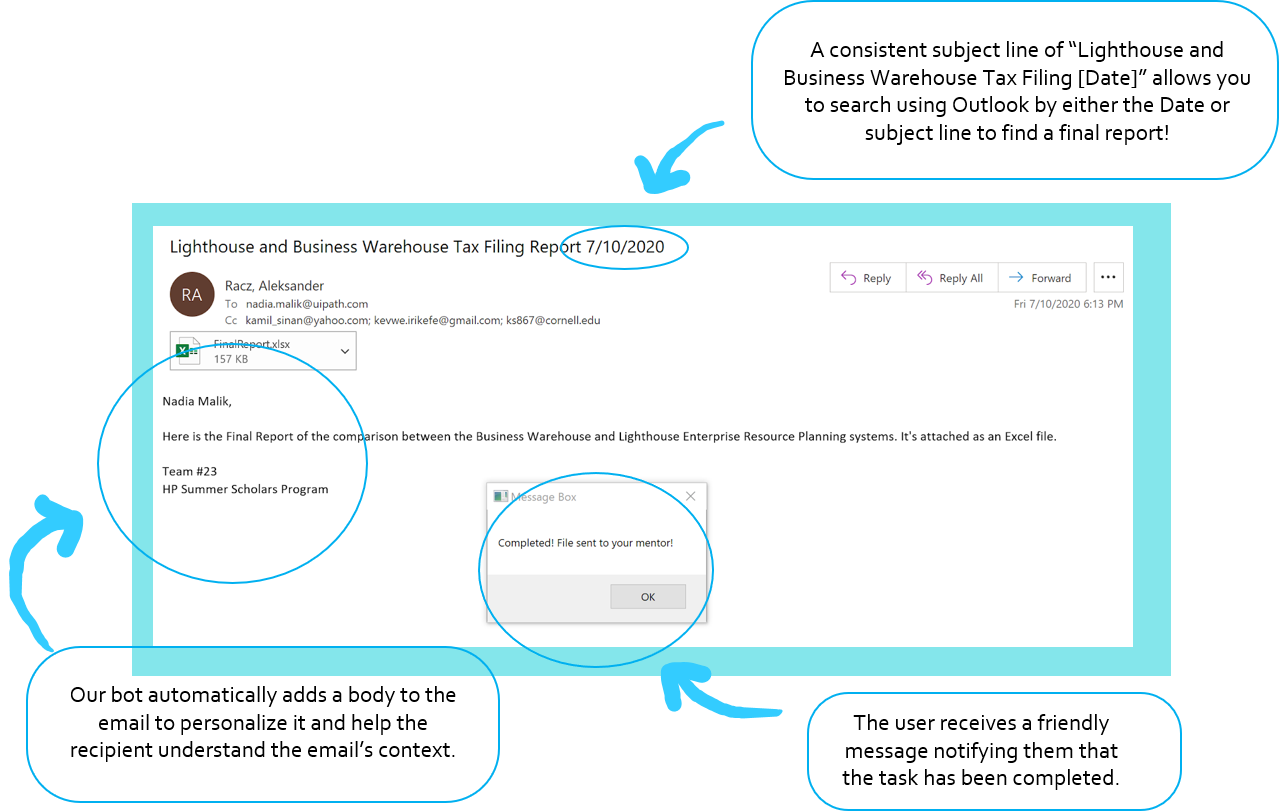 A consistent subject line of “Lighthouse and
Business Warehouse Tax Filing [Date]” allows you
to search using Outlook by either the Date or
subject line to find a final report!
Lighthouse and Business Warehouse Tax Filing Report 7/10/2020
RA
Racz, Aleksander
To nadia.malik@uipath.com
Cc kamil_sinan@yahoo.com; kevwe.irikefe@gmail.com; ks867@cornell.edu
Reply
Reply All
Forward
Fri 7/10/2020 6:13 PM
FinalReport.xlsx
157 KB
Nadia Malik,
Here is the Final Report of the comparison between the Business Warehouse and Lighthouse Enterprise Resource Planning systems. It's attached as an Excel file.
Team #23
HP Summer Scholars Program
Message Box
Completed! File sent to your mentor!
OK
Our bot automatically adds a body to the
email to personalize it and help the
recipient understand the email’s context.
The user receives a friendly
message notifying them that
the task has been completed.